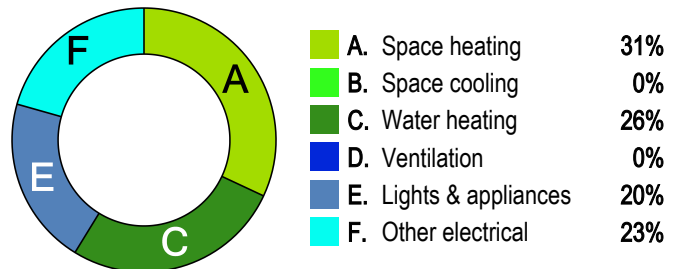 F
A
E
C
A. Space heating 31%
B. Space cooling 0%
C. Water heating 26%
D. Ventilation 0%
E. Lights & appliances 20%
F. Other electrical 23%